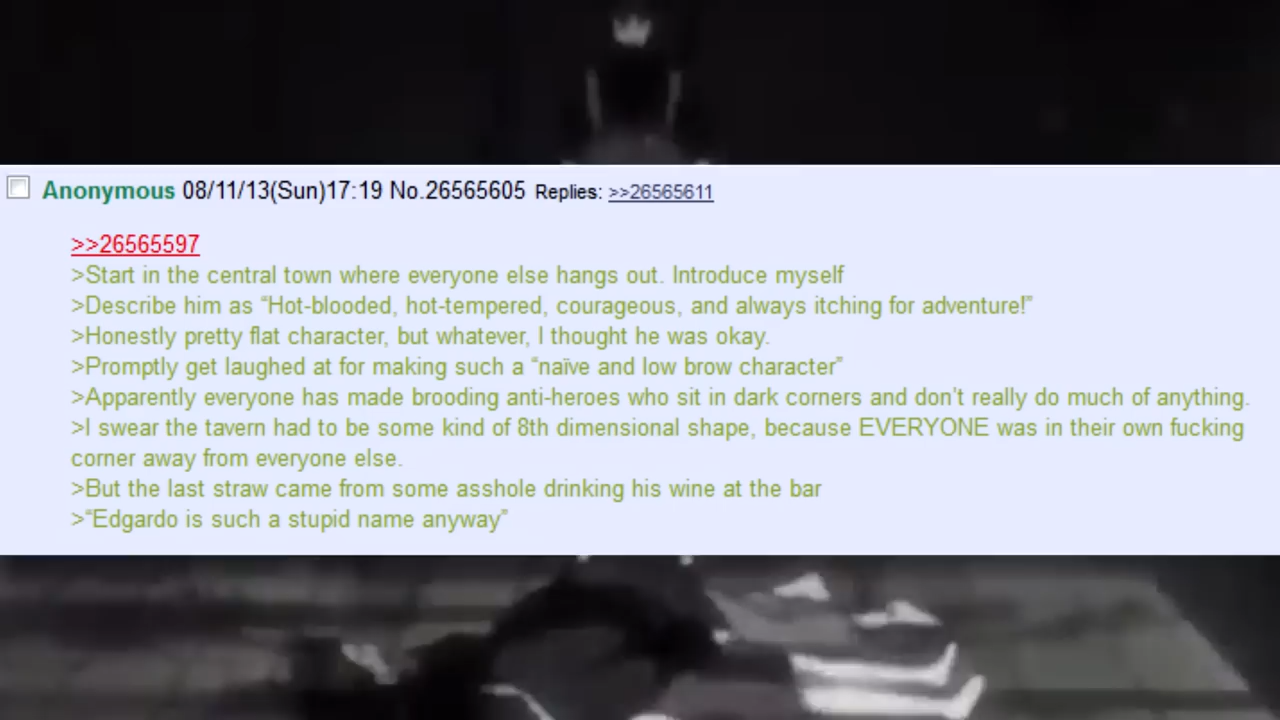 Anonymous 08/11/13(Sun)17:19 No.26565605 Replies: >>26565611
>>26565597
>Start in the central town where everyone else hangs out. Introduce myself
>Describe him as “Hot-blooded, hot-tempered, courageous, and always itching for adventure!”
>Honestly pretty flat character, but whatever, I thought he was okay.
>Promptly get laughed at for making such a “naïve and low brow character”
>Apparently everyone has made brooding anti-heroes who sit in dark corners and don’t really do much of anything.
>I swear the tavern had to be some kind of 8th dimensional shape, because EVERYONE was in their own fucking
corner away from everyone else.
>But the last straw came from some asshole drinking his wine at the bar
>“Edgardo is such a stupid name anyway”